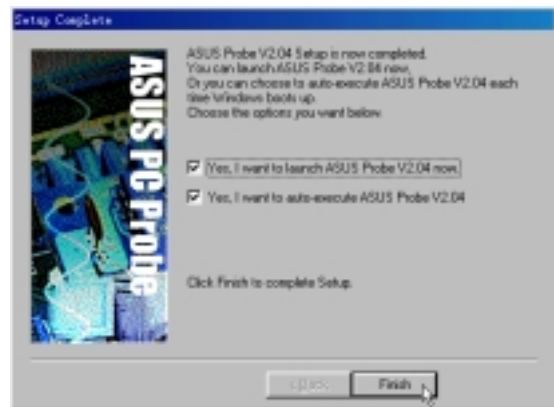 Setup Complete
ASUS PC Probe
ASUS Probe V2.04 Setup is now completed.
You can launch ASUS Probe V2.04 now,
Or you can choose to auto-execute ASUS Probe V2.04 each
time Windows boots up.
Choose the options you want below.
Yes, I want to launch ASUS Probe V2.04 now.
Yes, I want to auto-execute ASUS Probe V2.04
Click Finish to complete Setup.
< Back
Finish